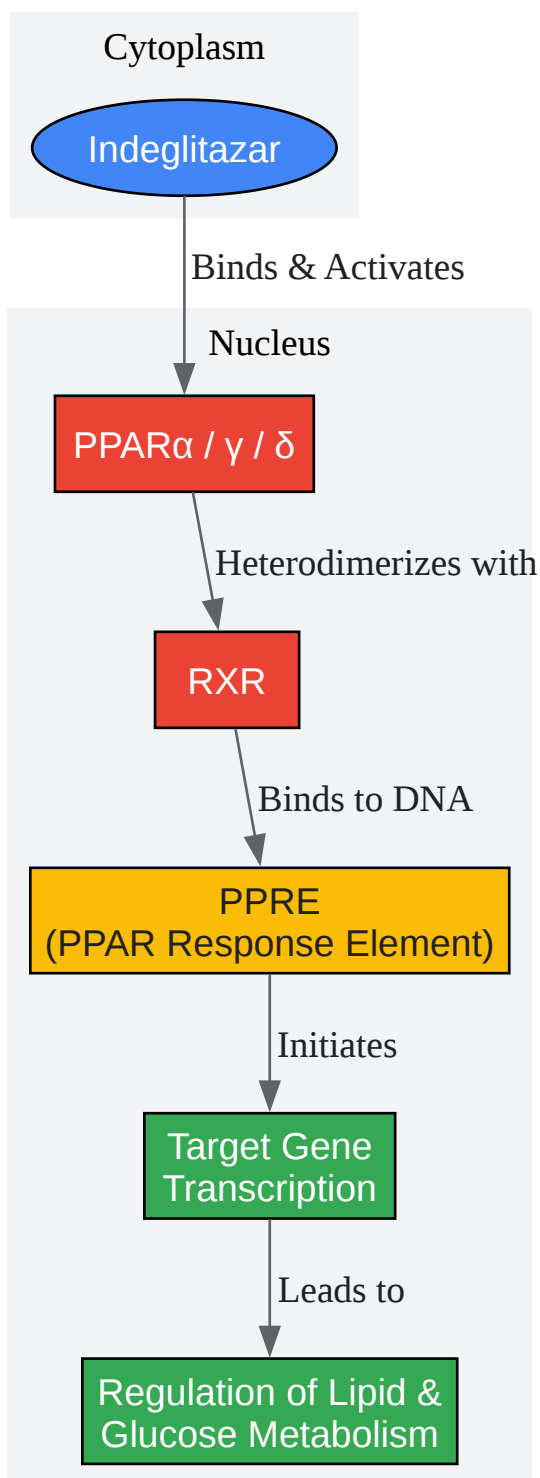 Cytoplasm
Indeglitazar
Binds & Activates
Nucleus
PPARα / γ / δ
Heterodimerizes with
RXR
Binds to DNA
PPRE
(PPAR Response Element)
Initiates
Target Gene
Transcription
Leads to
Regulation of Lipid &
Glucose Metabolism